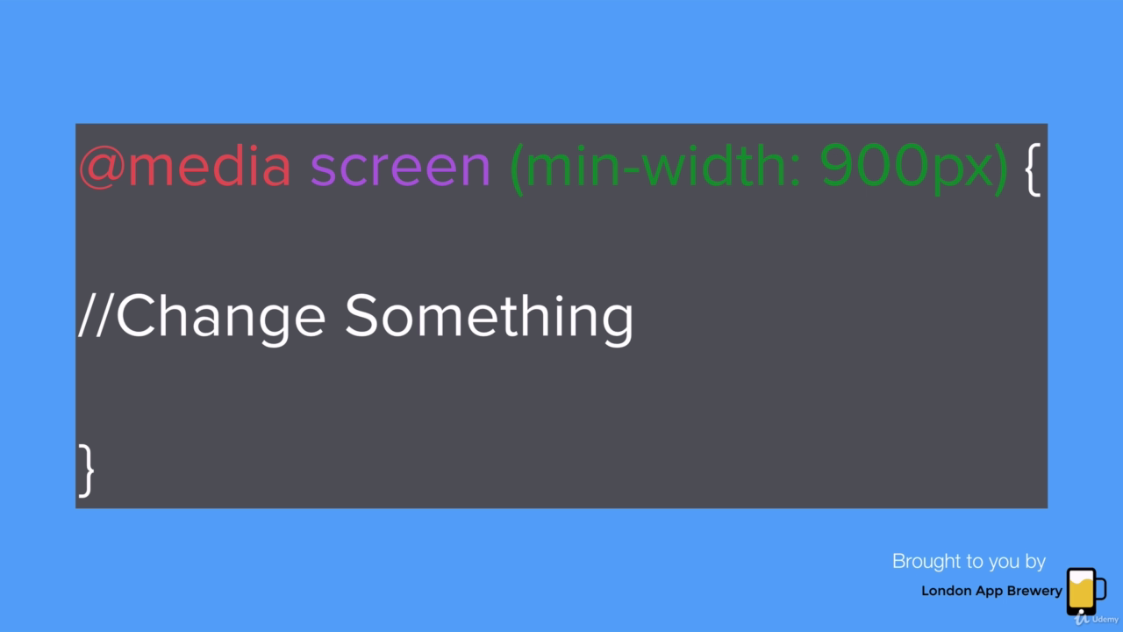 @media screen (min-width: 900px) {
//Change Something
}
Brought to you by
London App Brewery
Udemy